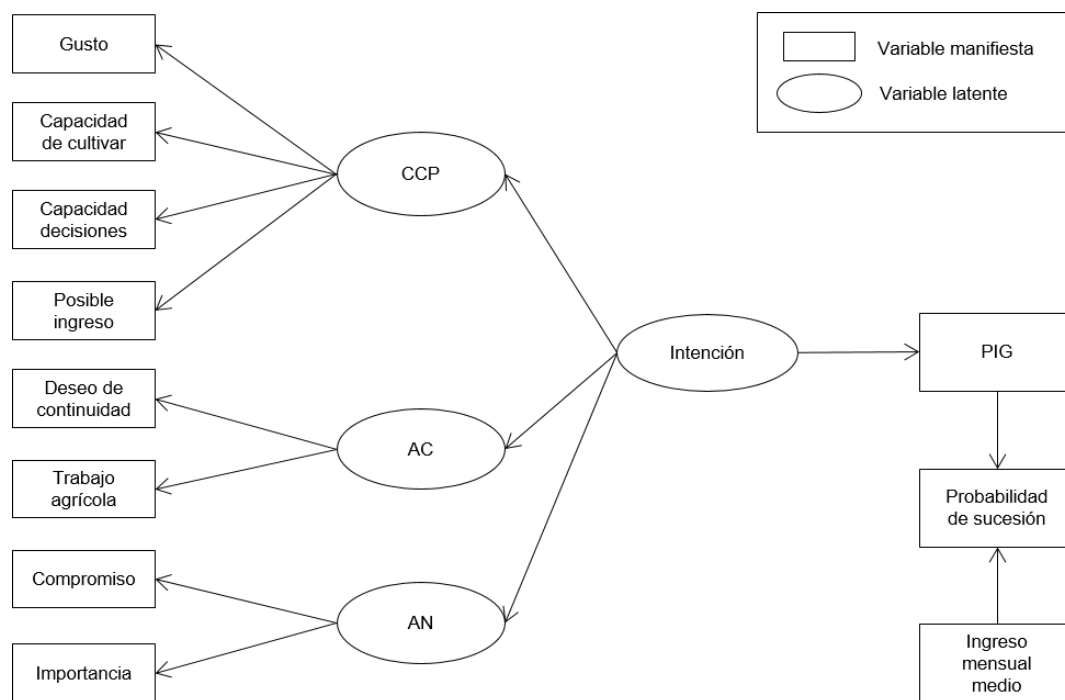 Gusto
Capacidad
de cultivar
Capacidad
decisiones
Posible
ingreso
Deseo de
continuidad
Trabajo
agrícola
Compromiso
Importancia
CCP
AC
AN
Intención
Variable manifiesta
Variable latente
PIG
Probabilidad
de sucesión
Ingreso
mensual
medio